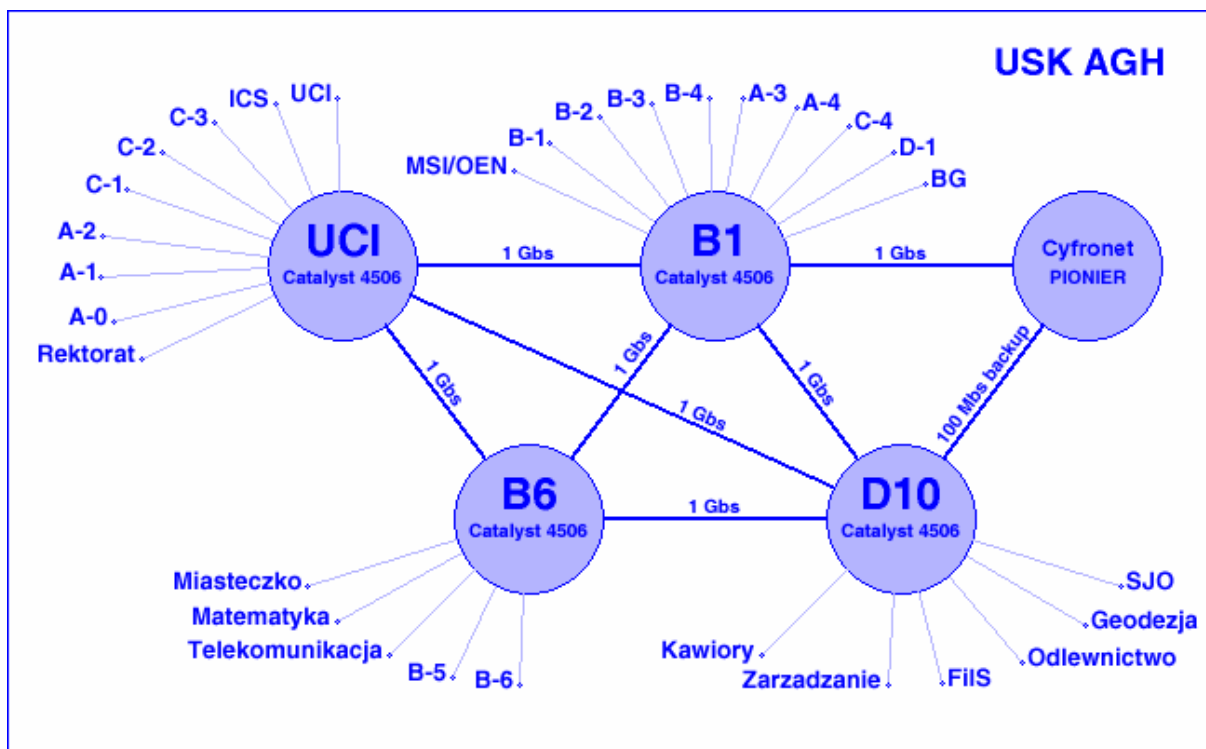 USK AGH
UCI
ICS
C-3
C-2
C-1
A-2
A-1
A-0
Rektorat
MSI/OEN
B-1
B-2
B-3
B-4
A-3
A-4
C-4
D-1
BG
UCI
Catalyst 4506
1 Gbs
B1
Catalyst 4506
1 Gbs
Cyfronet
PIONIER
1 Gbs
1 Gbs
1 Gbs
1 Gbs
100 Mbs backup
B6
Catalyst 4506
1 Gbs
D10
Catalyst 4506
Miasteczko
Matematyka
Telekomunikacja
B-5
B-6
Kawiory
Zarzadzanie
FiIS
Odlewnictwo
Geodezja
SJO